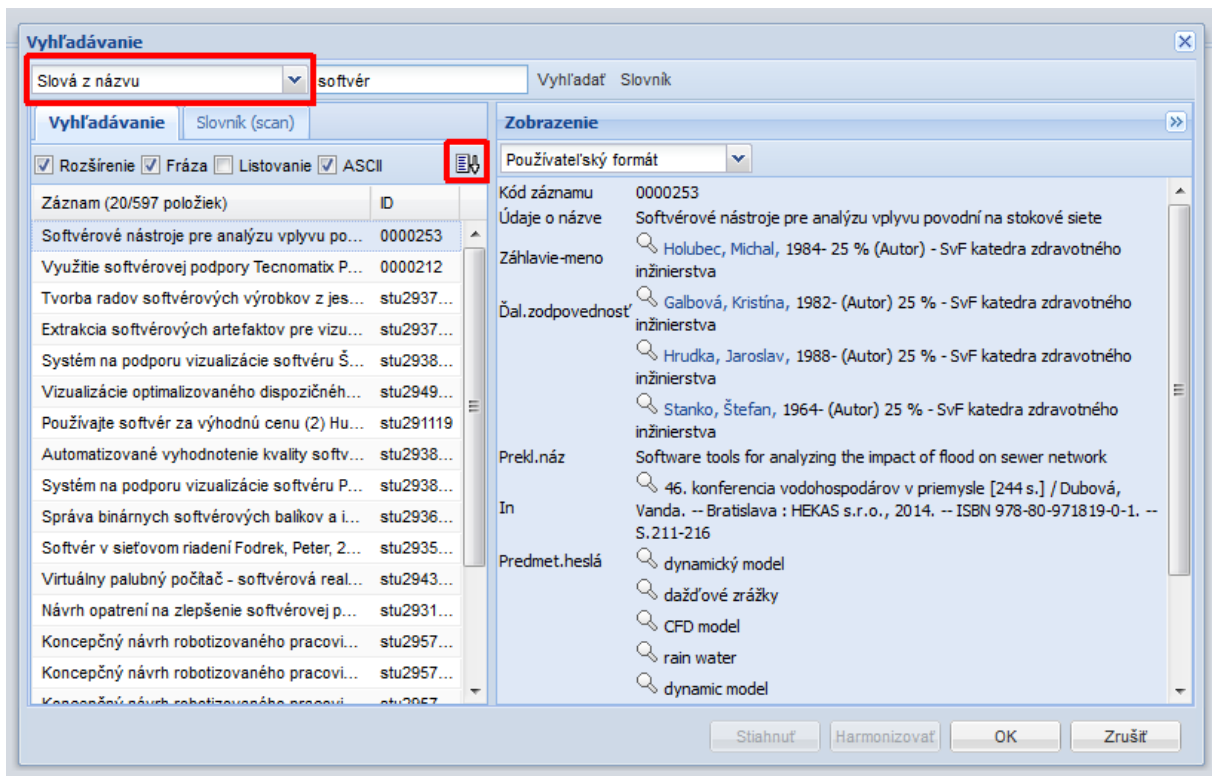 Vyhľadávanie
Slová z názvu softvér Vyhľadať Slovník
Vyhľadávanie Slovník (scan)
Rozšírenie Fráza Listovanie ASCII
Záznam (20/597 položiek) ID
Softvérové nástroje pre analýzu vplyvu po... 0000253
Využitie softvérovej podpory Tecnomatix P... 0000212
Tvorba radov softvérových výrobkov z jes... stu2937...
Extrakcia softvérových artefaktov pre vizu... stu2937...
Systém na podporu vizualizácie softvéru Š... stu2938...
Vizualizácie optimalizovaného dispozičnéh... stu2949...
Používajte softvér za výhodnú cenu (2) Hu... stu291119
Automatizované vyhodnotenie kvality softv... stu2938...
Systém na podporu vizualizácie softvéru P... stu2938...
Správa binárnych softvérových balíkov a i... stu2936...
Softvér v sieťovom riadení Fodrek, Peter, 2... stu2935...
Virtuálny palubný počítač - softvérová real... stu2943...
Návrh opatrení na zlepšenie softvérovej p... stu2931...
Koncepčný návrh robotizovaného pracovi... stu2957...
Koncepčný návrh robotizovaného pracovi... stu2957...
Koncepčný návrh robotizovaného pracovi... stu2957...
Zobrazenie
Používateľský formát
Kód záznamu 0000253
Údaje o názve Softvérové nástroje pre analýzu vplyvu povodní na stokové siete
Záhlavie-meno Holubec, Michal, 1984- 25 % (Autor) - SvF katedra zdravotného
inžinierstva
Ďal.zodpovednosť Galbová, Kristína, 1982- (Autor) 25 % - SvF katedra zdravotného
inžinierstva
Hrudka, Jaroslav, 1988- (Autor) 25 % - SvF katedra zdravotného
inžinierstva
Stanko, Štefan, 1964- (Autor) 25 % - SvF katedra zdravotného
inžinierstva
Prekl.náz Software tools for analyzing the impact of flood on sewer network
In 46. konferencia vodohospodárov v priemysle [244 s.] / Dubová,
Vanda. -- Bratislava : HEKAS s.r.o., 2014. -- ISBN 978-80-971819-0-1. --
S.211-216
Predmet.heslá dynamický model
dažďové zrážky
CFD model
rain water
dynamic model
Stiahnuť Harmonizovať OK Zrušiť